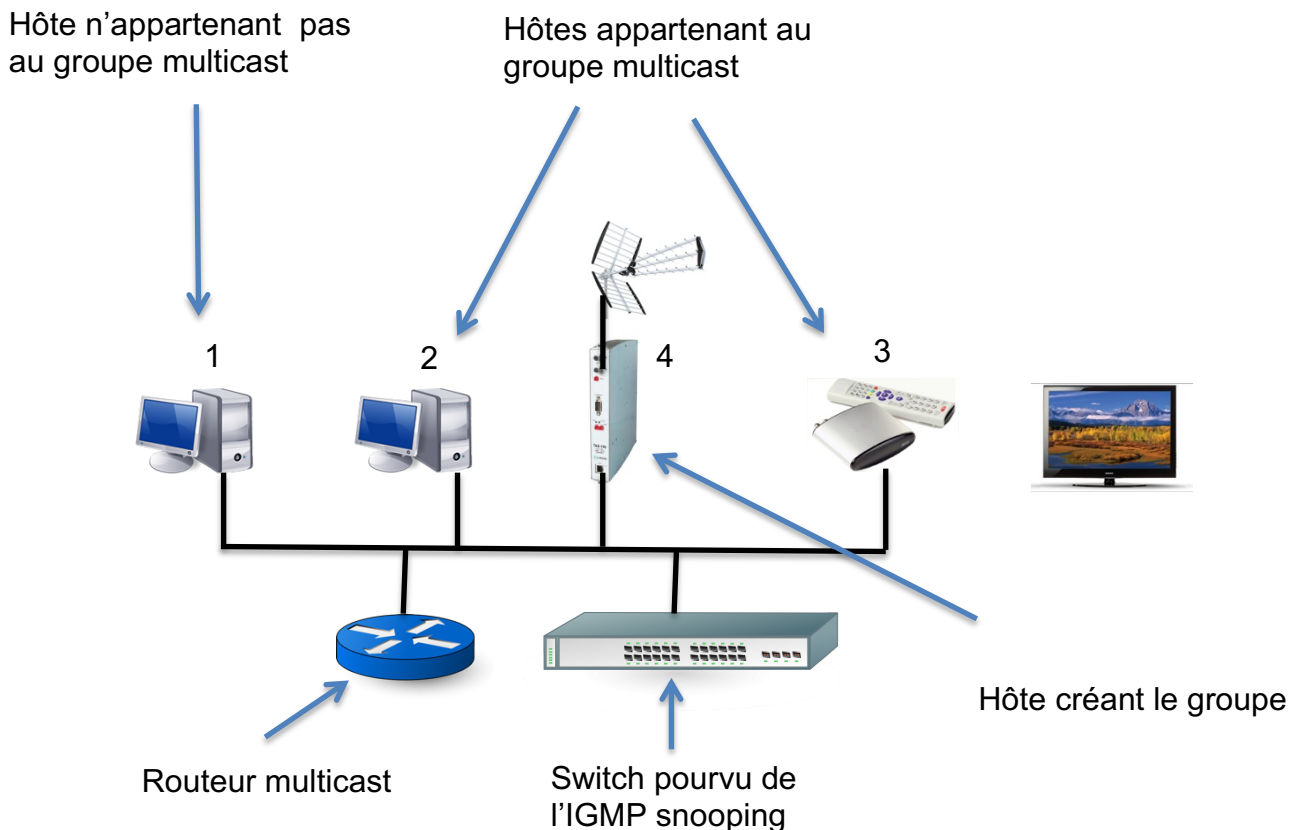 Hôte n'appartenant  pas
au groupe multicast
Hôtes appartenant au
groupe multicast
1
2
4
3
Hôte créant le groupe
Routeur multicast
Switch pourvu de
l'IGMP snooping